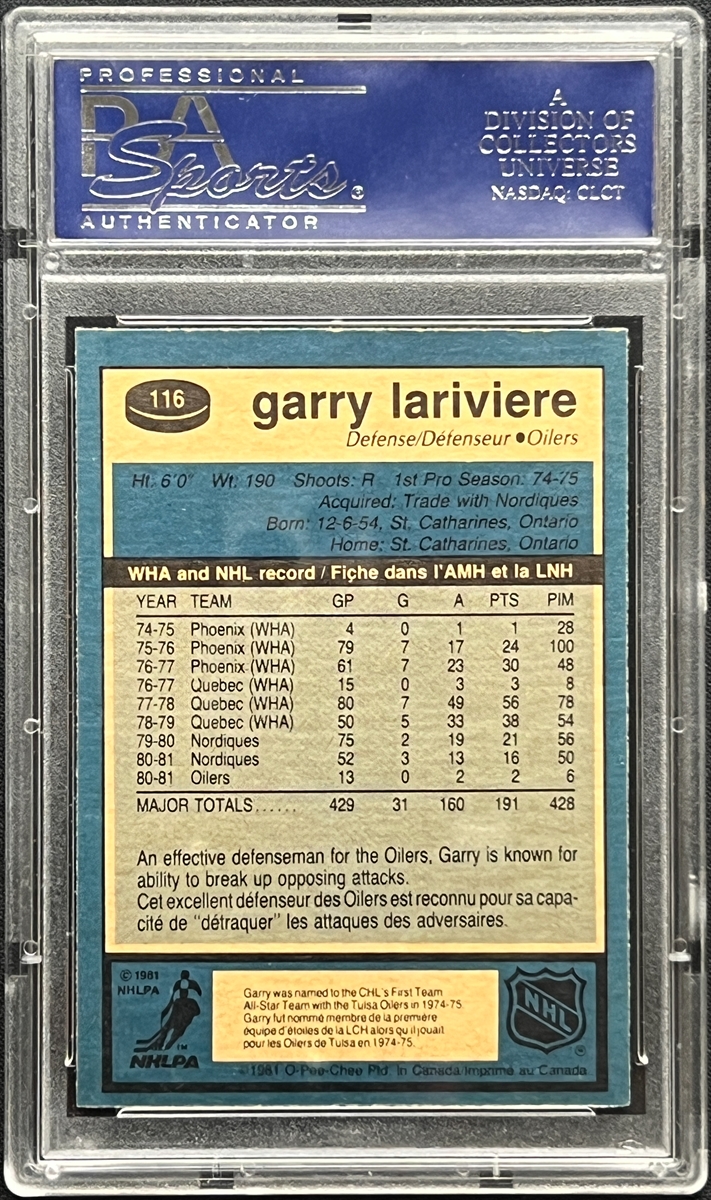 PROFESSIONAL
PSA
Sports®
AUTHENTICATOR
A
DIVISION OF
COLLECTORS
UNIVERSE
NASDAQ: CLCT
116
garry lariviere
Defense/Défenseur ● Oilers
Ht. 6'0" Wt: 190 Shoots: R 1st Pro Season: 74-75
Acquired: Trade with Nordiques
Born: 12-6-54, St. Catharines, Ontario
Home: St. Catharines, Ontario
WHA and NHL record / Fiçhe dans l'AMH et la LNH
YEAR TEAM GP G A PTS PIM
74-75 Phoenix (WHA) 4 0 1 1 28
75-76 Phoenix (WHA) 79 7 17 24 100
76-77 Phoenix (WHA) 61 7 23 30 48
76-77 Quebec (WHA) 15 0 3 3 8
77-78 Quebec (WHA) 80 7 49 56 78
78-79 Quebec (WHA) 50 5 33 38 54
79-80 Nordiques 75 2 19 21 56
80-81 Nordiques 52 3 13 16 50
80-81 Oilers 13 0 2 2 6
MAJOR TOTALS...... 429 31 160 191 428
An effective defenseman for the Oilers, Garry is known for
ability to break up opposing attacks.
Cet excellent défenseur des Oilers est reconnu pour sa capa-
cité de "détraquer" les attaques des adversaires.
© 1981
NHLPA
TM
NHLPA
Garry was named to the CHL's First Team
All-Star Team with the Tulsa Oilers in 1974-75.
Garry fut nommé membre de la première
équipe d'étoiles de la LCH alors qu'il jouait
pour les Oilers de Tulsa en 1974-75.
NHL
®
© 1981 O-Pee-Chee Ptd. in Canada/Imprimé au Canada